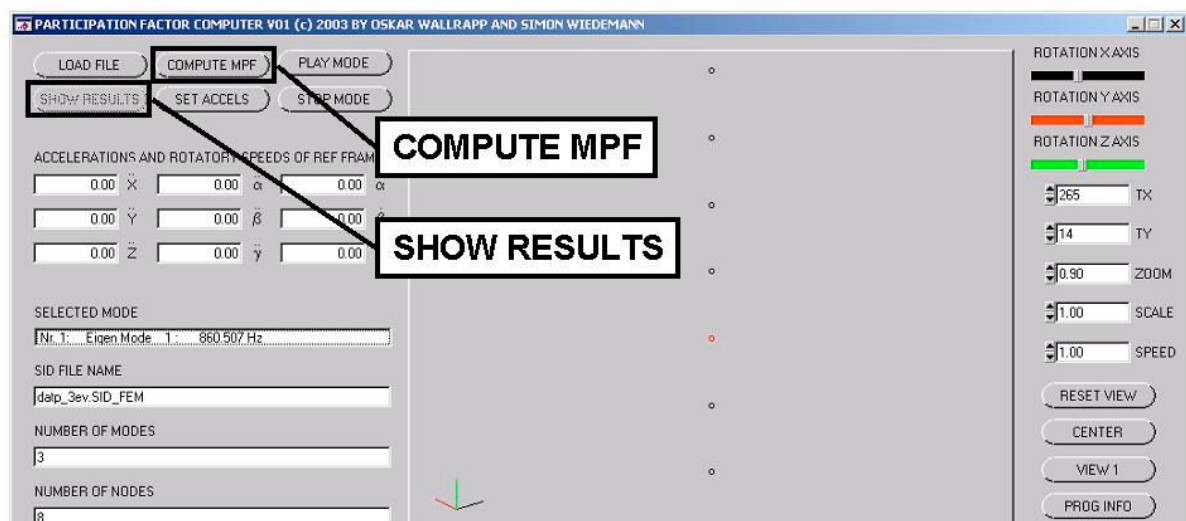 PARTICIPATION FACTOR COMPUTER V01 (c) 2003 BY OSKAR WALLRAPP AND SIMON WIEDEMANN
LOAD FILE
COMPUTE MPF
PLAY MODE
SHOW RESULTS
SET ACCELS
STOP MODE
COMPUTE MPF
ACCELERATIONS AND ROTATORY SPEEDS OF REF FRAM
0.00 Ẍ 0.00 α̈ 0.00 α
0.00 Ÿ 0.00 β̈ 0.00
0.00 Z̈ 0.00 γ̈ 0.00
SHOW RESULTS
SELECTED MODE
Nr. 1: Eigen Mode 1 : 860.507 Hz
SID FILE NAME
datp_3ev.SID_FEM
NUMBER OF MODES
3
NUMBER OF NODES
8
ROTATION X AXIS
ROTATION Y AXIS
ROTATION Z AXIS
265 TX
14 TY
0.90 ZOOM
1.00 SCALE
1.00 SPEED
RESET VIEW
CENTER
VIEW 1
PROG INFO